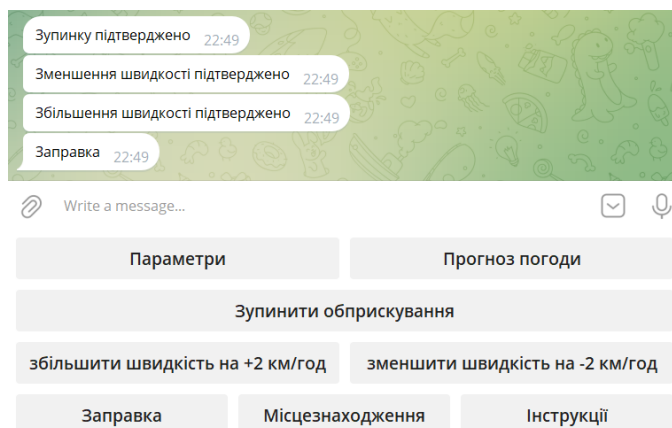 Зупинку підтверджено 22:49
Зменшення швидкості підтверджено 22:49
Збільшення швидкості підтверджено 22:49
Заправка 22:49
Write a message...
Параметри Прогноз погоди
Зупинити обприскування
збільшити швидкість на +2 км/год зменшити швидкість на -2 км/год
Заправка Місцезнаходження Інструкції